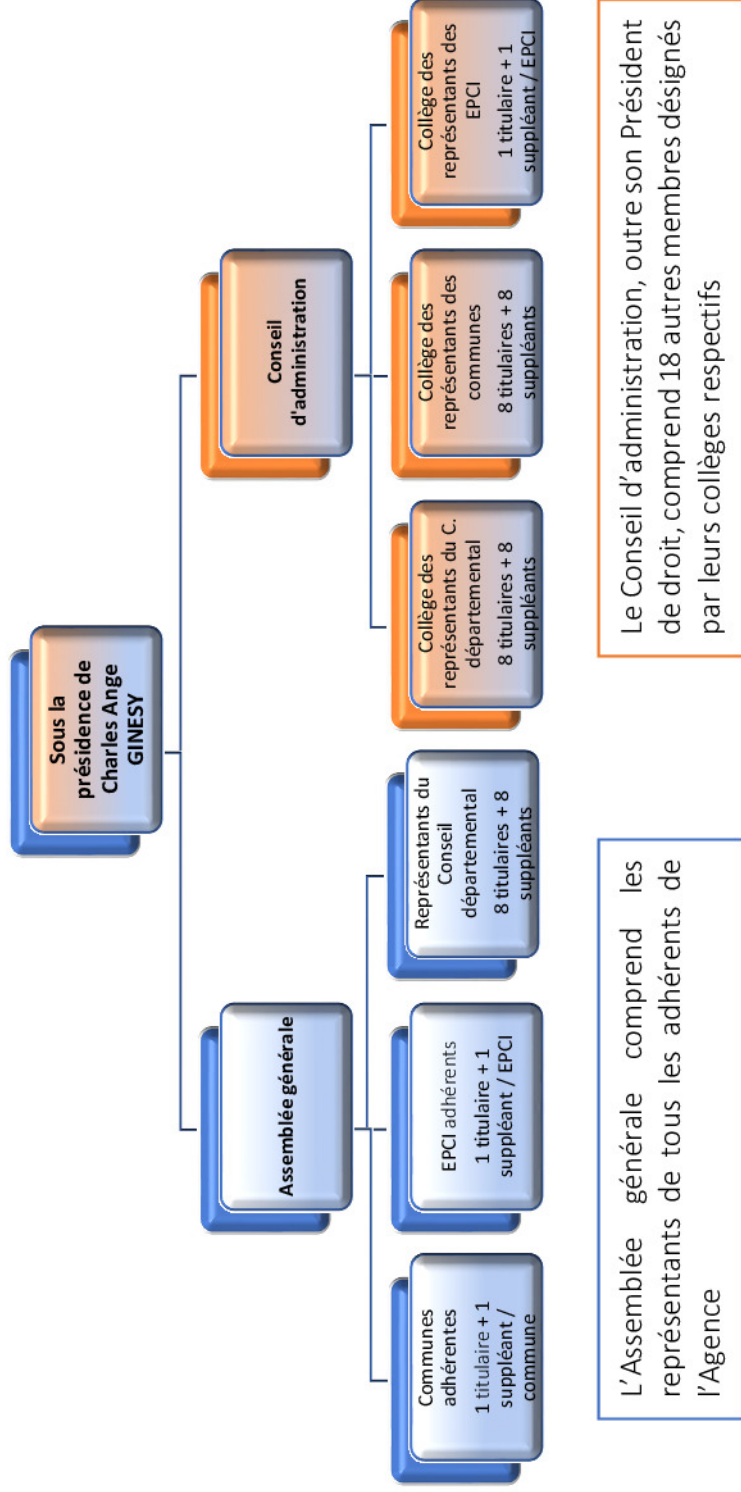 Sous la
présidence de
Charles Ange
GINESY
Assemblée générale
Conseil
d'administration
Communes
adhérentes
1 titulaire + 1
suppléant /
commune
EPCI adhérents
1 titulaire + 1
suppléant / EPCI
Représentants du
Conseil
départemental
8 titulaires + 8
suppléants
Collège des
représentants du C.
départemental
8 titulaires + 8
suppléants
Collège des
représentants des
communes
8 titulaires + 8
suppléants
Collège des
représentants des
EPCI
1 titulaire + 1
suppléant / EPCI
L'Assemblée générale comprend les
représentants de tous les adhérents de
l'Agence
Le Conseil d'administration, outre son Président
de droit, comprend 18 autres membres désignés
par leurs collèges respectifs